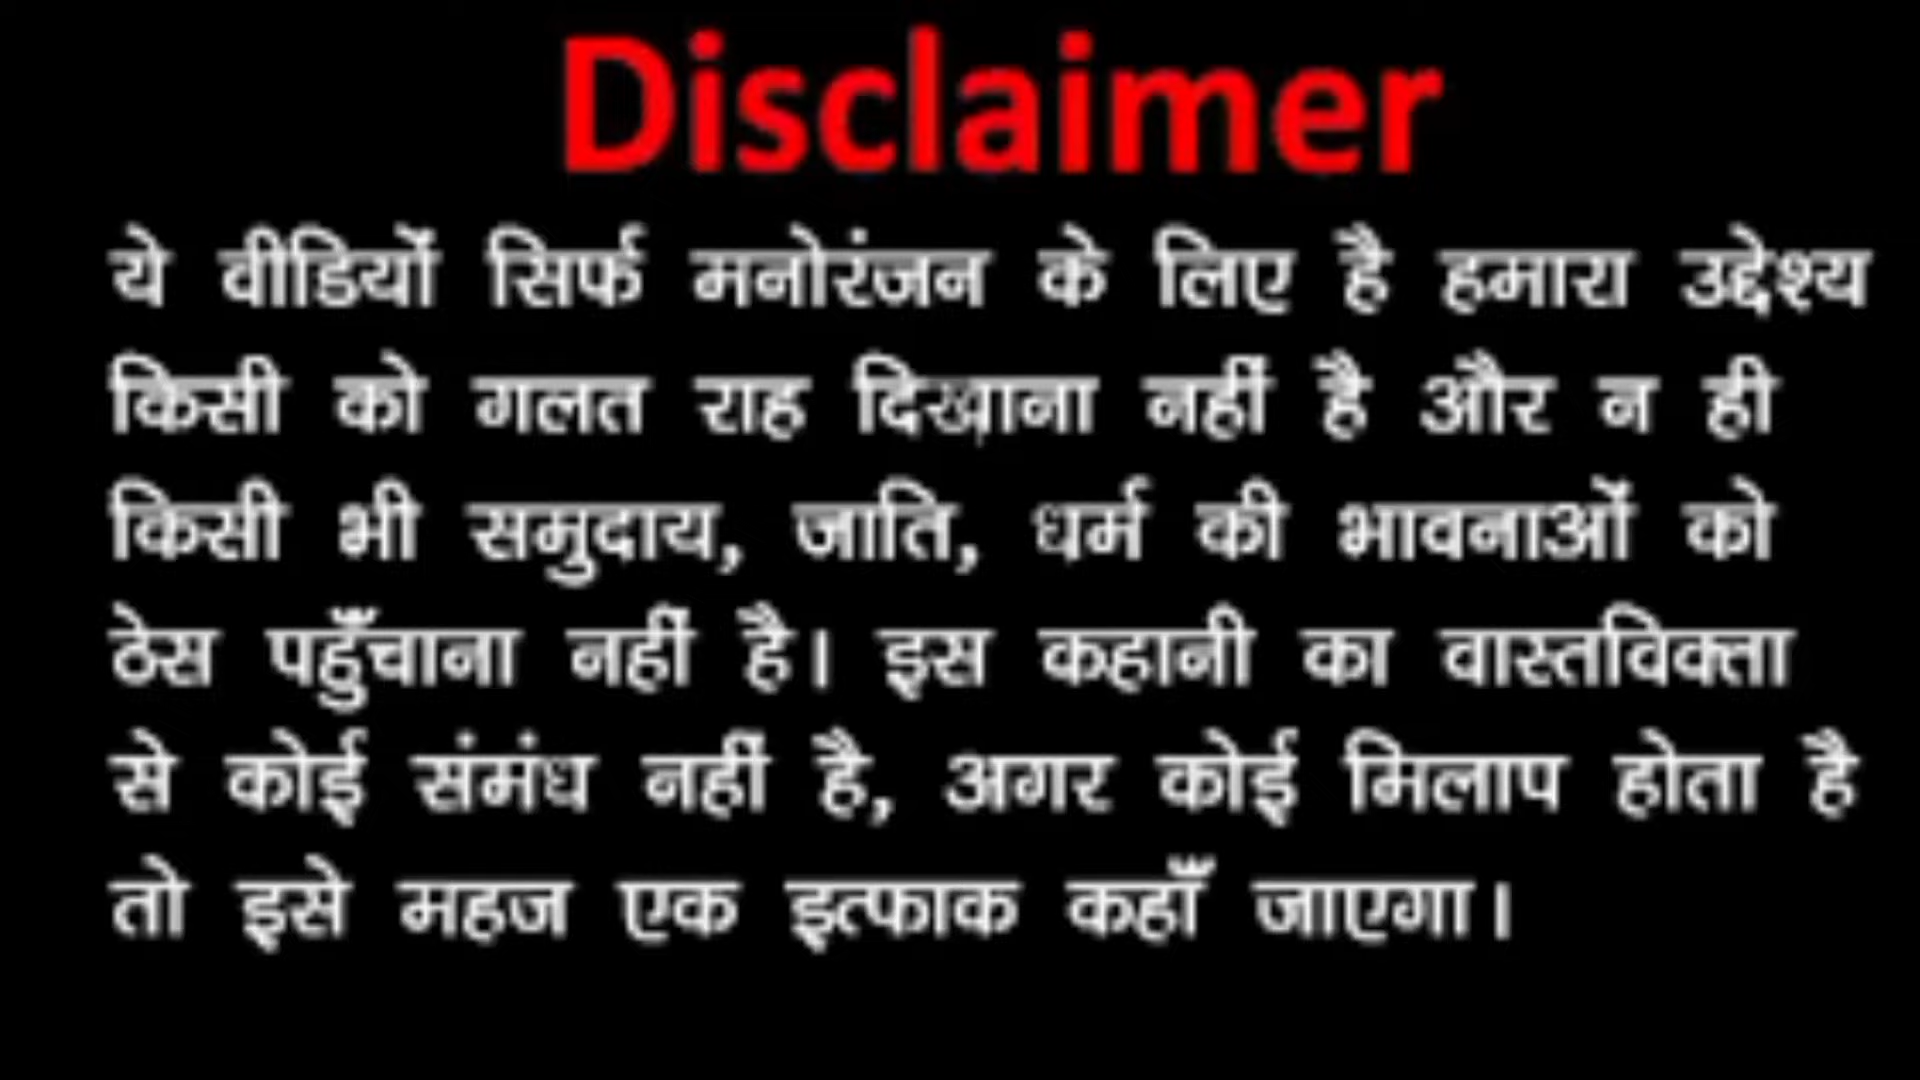 Disclaimer
ये वीडियों सिर्फ मनोरंजन के लिए है हमारा उद्देश्य
किसी को गलत राह दिखाना नहीं है और न ही
किसी भी समुदाय, जाति, धर्म की भावनाओं को
ठेस पहुँचाना नहीं है। इस कहानी का वास्तविक्ता
से कोई संमंध नहीं है, अगर कोई मिलाप होता है
तो इसे महज एक इत्फाक कहाँ जाएगा।